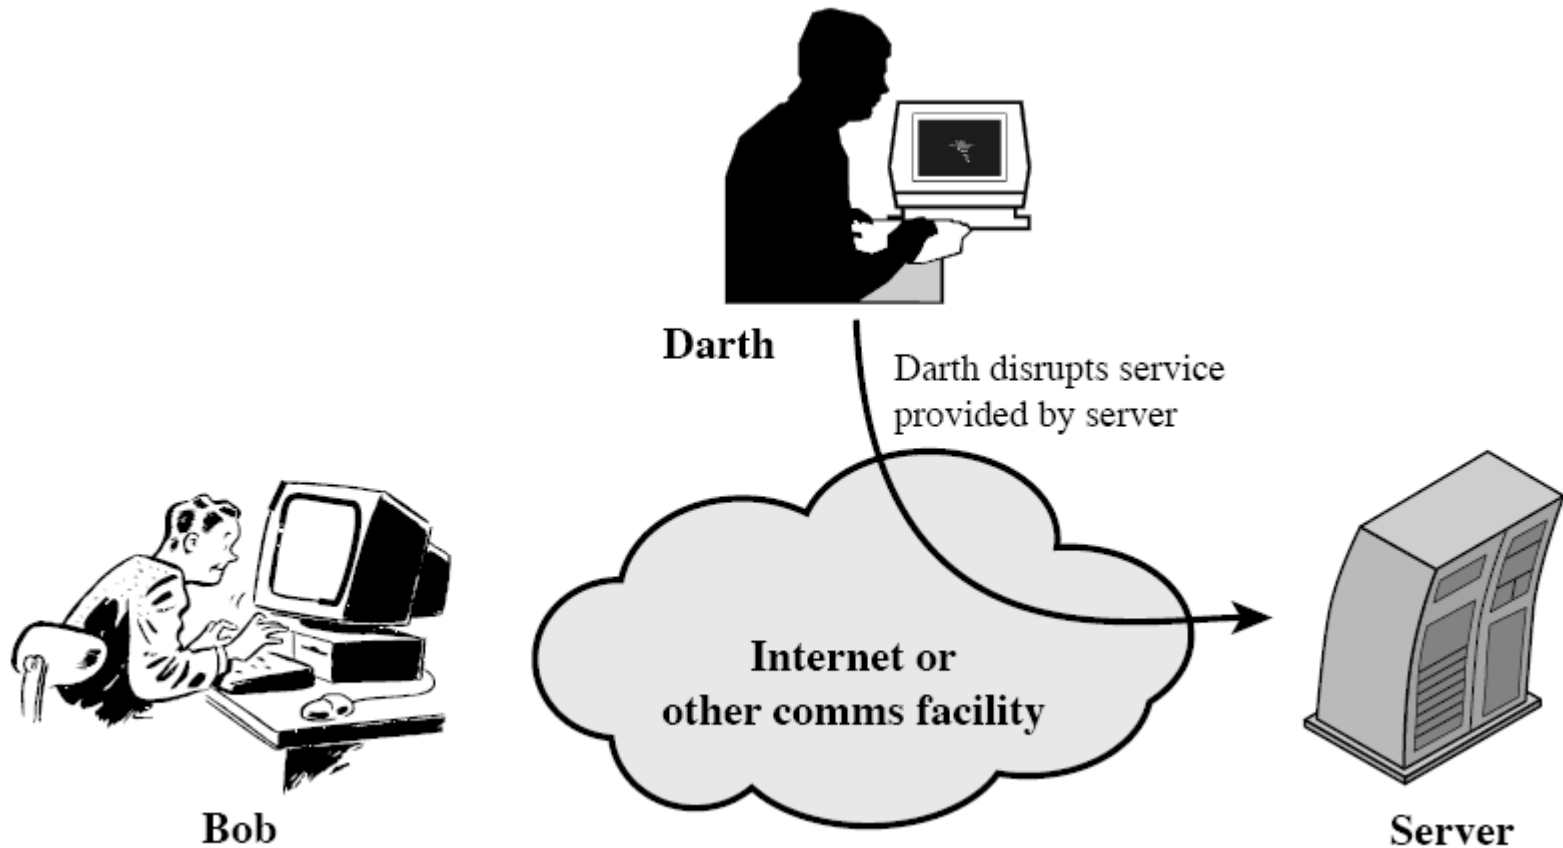 Darth
Darth disrupts service
provided by server
Internet or
other comms facility
Bob
Server